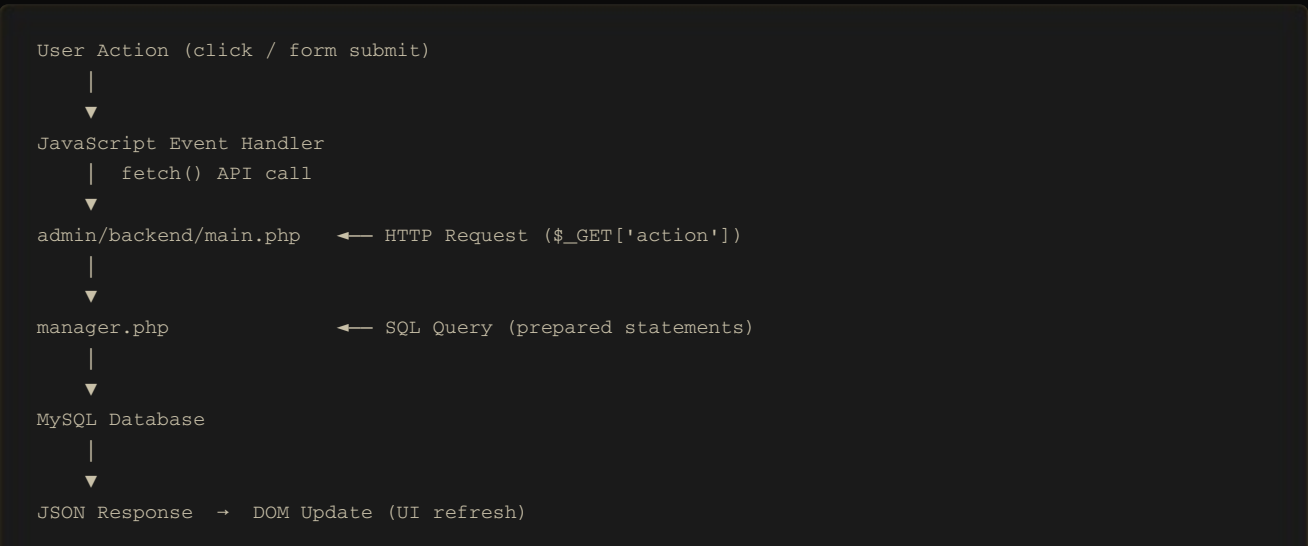 User Action (click / form submit)
│
▼
JavaScript Event Handler
│  fetch() API call
▼
admin/backend/main.php   ◄── HTTP Request ($_GET['action'])
│
▼
manager.php              ◄── SQL Query (prepared statements)
│
▼
MySQL Database
│
▼
JSON Response  →  DOM Update (UI refresh)